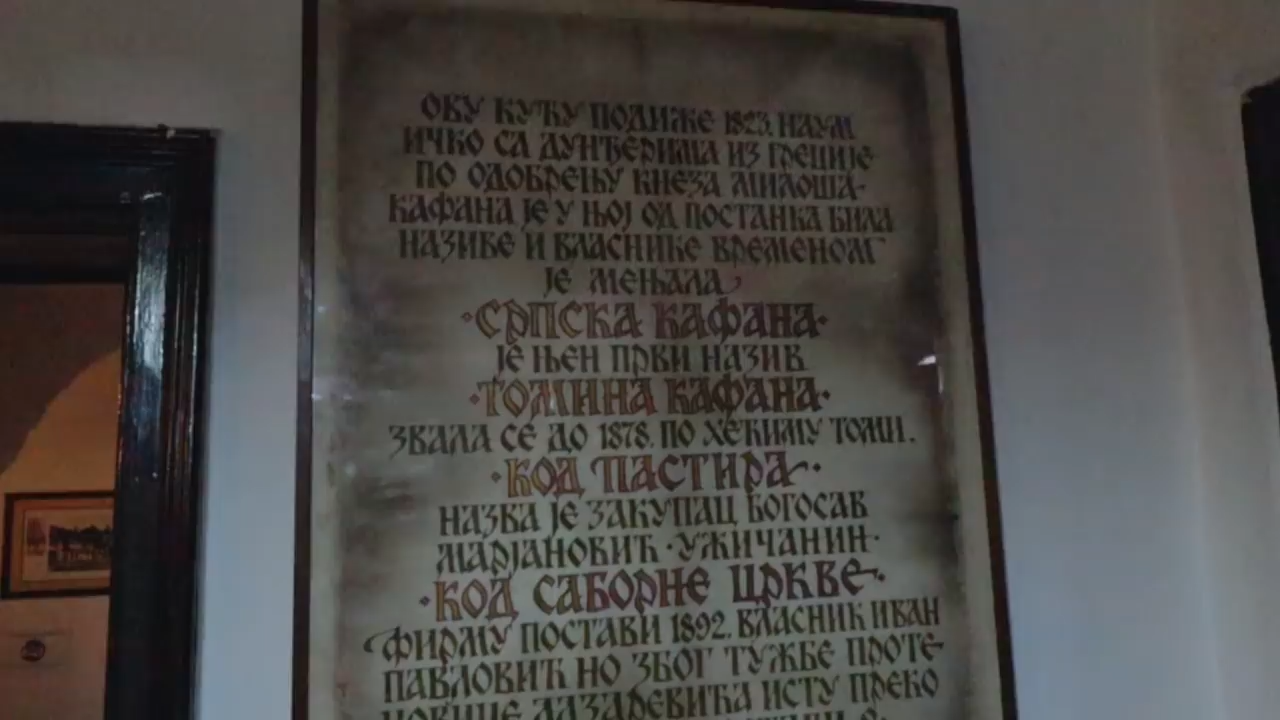 ОВУ КУЋУ ПОДИЖЕ 1823. НАУМ
ИЧКО СА ДУНЂЕРИМА ИЗ ГРЦИЈЕ
ПО ОДОБРЕЊУ КНЕЗА МИЛОША-
КАФАНА ЈЕ У ЊОЈ ОД ПОСТАНКА БИЛА
НАЗИВЕ И ВЛАСНИКЕ ВРЕМЕНОМ
ЈЕ МЕЊАЛА
·СРПСКА КАФАНА·
ЈЕ ЊЕН ПРВИ НАЗИВ
·ТОМИНА КАФАНА·
ЗВАЛА СЕ ДО 1878. ПО ХЕЋИМУ ТОМИ.
·КОД ПАСТИРА·
НАЗВА ЈЕ ЗАКУПАЦ БОГОСАВ
МАРЈАНОВИЋ·УЖИЧАНИН·
·КОД САБОРНЕ ЦРКВЕ·
ФИРМУ ПОСТАВИ 1892. ВЛАСНИК ИВАН
ПАВЛОВИЋ НО ЗБОГ ТУЖБЕ ПРОТЕ-
НОВИЦЕ ЛАЗАРЕВИЋА ИСТУ ПРЕКО